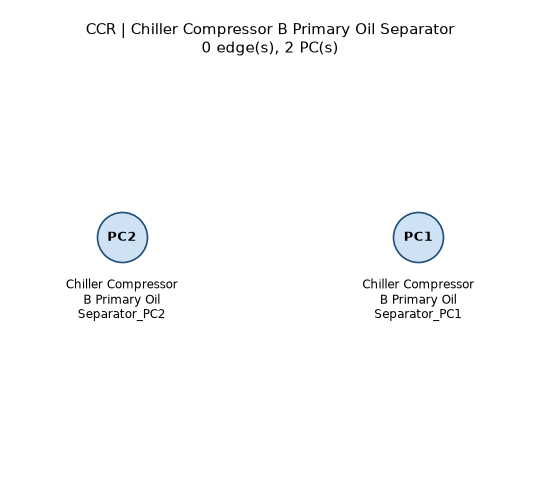 CCR | Chiller Compressor B Primary Oil Separator
0 edge(s), 2 PC(s)
PC2
Chiller Compressor
B Primary Oil
Separator_PC2
PC1
Chiller Compressor
B Primary Oil
Separator_PC1